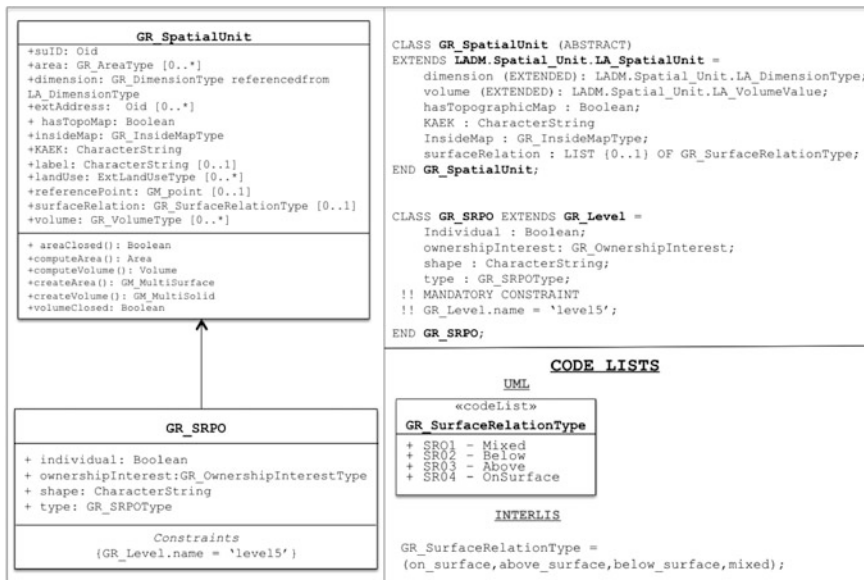 GR_SpatialUnit
+suID: Oid
+area: GR_AreaType [0..*]
+dimension: GR_DimensionType referencedfrom
LA_DimensionType
+extAddress: Oid [0..*]
+ hasTopoMap: Boolean
+insideMap: GR_InsideMapType
+KAEK: CharacterString
+label: CharacterString [0..1]
+landUse: ExtLandUseType [0..*]
+referencePoint: GM_point [0..1]
+surfaceRelation: GR_SurfaceRelationType [0..1]
+volume: GR_VolumeType [0..*]
+ areaClosed(): Boolean
+computeArea(): Area
+computeVolume(): Volume
+createArea(): GM_MultiSurface
+createVolume(): GM_MultiSolid
+volumeClosed: Boolean
GR_SRPO
+ individual: Boolean
+ ownershipInterest:GR_OwnershipInterestType
+ shape: CharacterString
+ type: GR_SRPOType
Constraints
{GR_Level.name = ‘level5’}
CLASS GR_SpatialUnit (ABSTRACT)
EXTENDS LADM.Spatial_Unit.LA_SpatialUnit =
dimension (EXTENDED): LADM.Spatial_Unit.LA_DimensionType;
volume (EXTENDED): LADM.Spatial_Unit.LA_VolumeValue;
hasTopographicMap : Boolean;
KAEK : CharacterString
InsideMap : GR_InsideMapType;
surfaceRelation : LIST {0..1} OF GR_SurfaceRelationType;
END GR_SpatialUnit;
CLASS GR_SRPO EXTENDS GR_Level =
Individual : Boolean;
ownershipInterest: GR_OwnershipInterest;
shape : CharacterString;
type : GR_SRPOType;
!! MANDATORY CONSTRAINT
!! GR_Level.name = ‘level5’;
END GR_SRPO;
CODE LISTS
UML
«codeList»
GR_SurfaceRelationType
+ SR01 - Mixed
+ SR02 - Below
+ SR03 - Above
+ SR04 - OnSurface
INTERLIS
GR_SurfaceRelationType =
(on_surface,above_surface,below_surface,mixed);